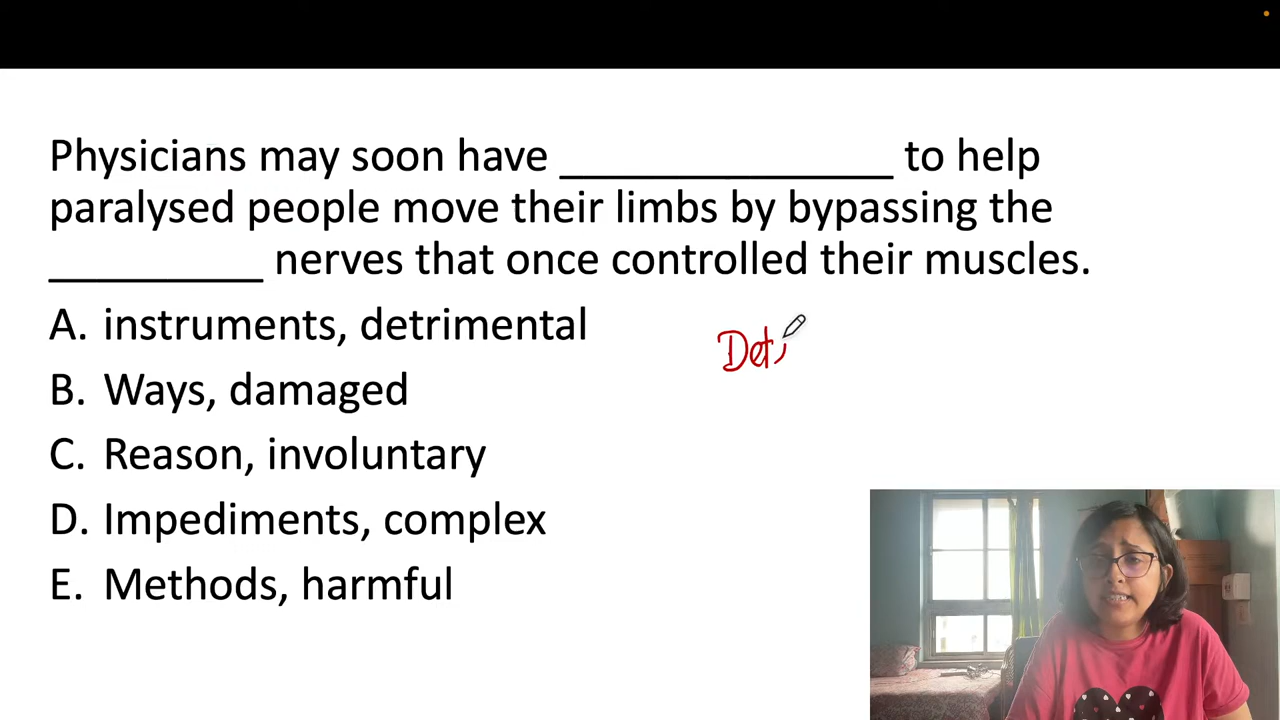 Physicians may soon have _______________ to help
paralysed people move their limbs by bypassing the
__________ nerves that once controlled their muscles.
A. instruments, detrimental
B. Ways, damaged
C. Reason, involuntary
D. Impediments, complex
E. Methods, harmful
Det